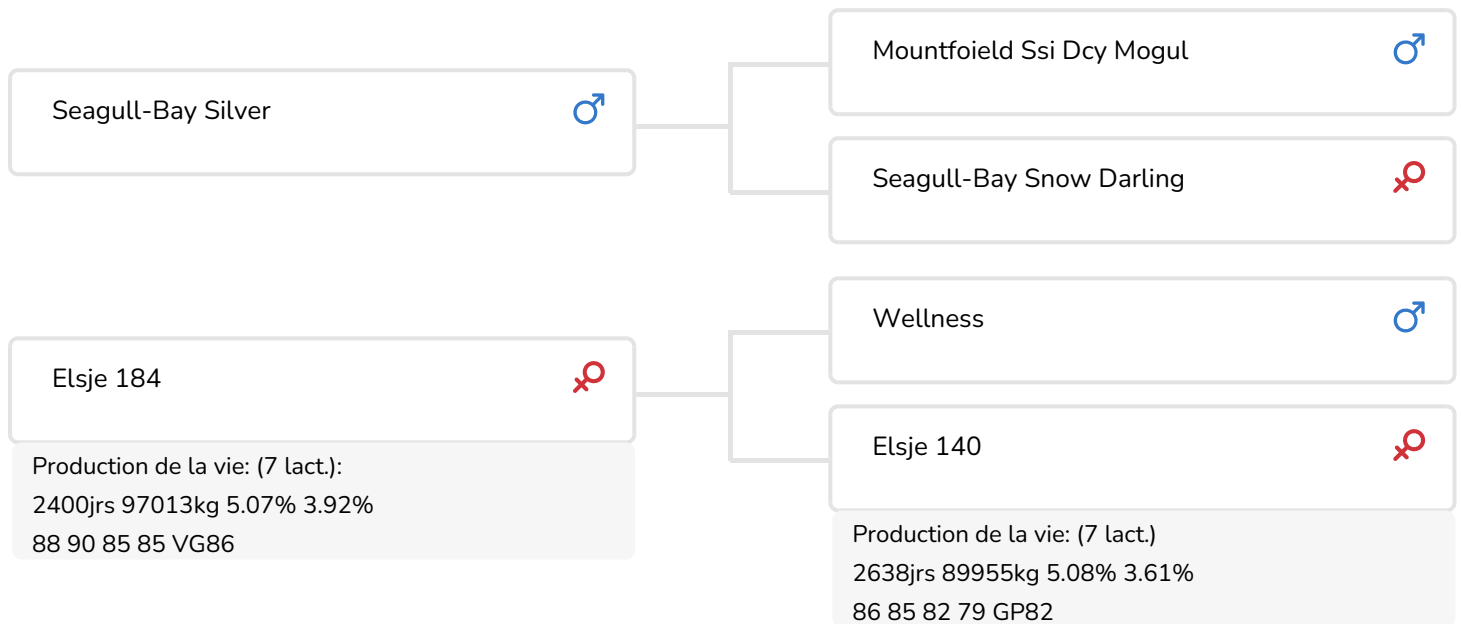 Seagull-Bay Silver
Mountfoield Ssi Dcy Mogul
Seagull-Bay Snow Darling
Elsje 184
Production de la vie: (7 lact.):
2400jrs 97013kg 5.07% 3.92%
88 90 85 85 VG86
Wellness
Elsje 140
Production de la vie: (7 lact.)
2638jrs 89955kg 5.08% 3.61%
86 85 82 79 GP82